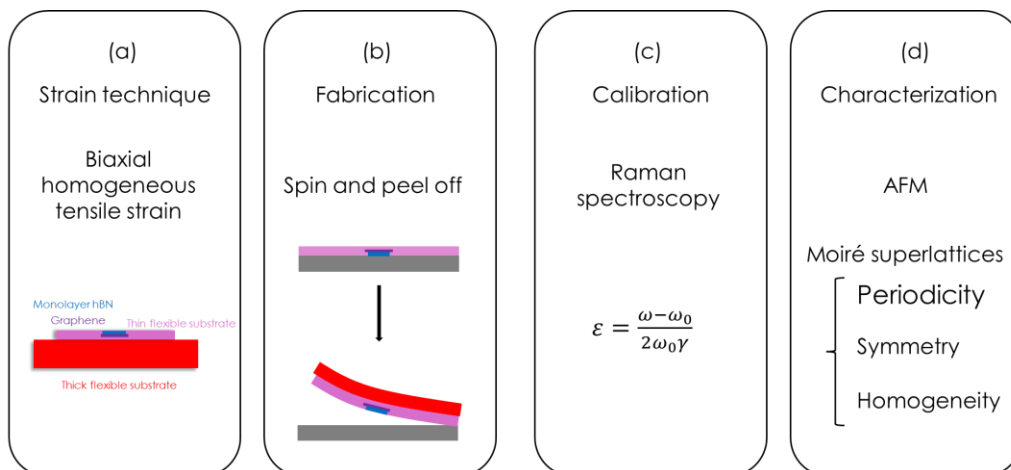 (a)
Strain technique
Biaxial
homogeneous
tensile strain
Monolayer hBN
Graphene
Thin flexible substrate
Thick flexible substrate
(b)
Fabrication
Spin and peel off
(c)
Calibration
Raman
spectroscopy
ε = (ω−ω₀)/(2ω₀γ)
(d)
Characterization
AFM
Moiré superlattices
Periodicity
Symmetry
Homogeneity